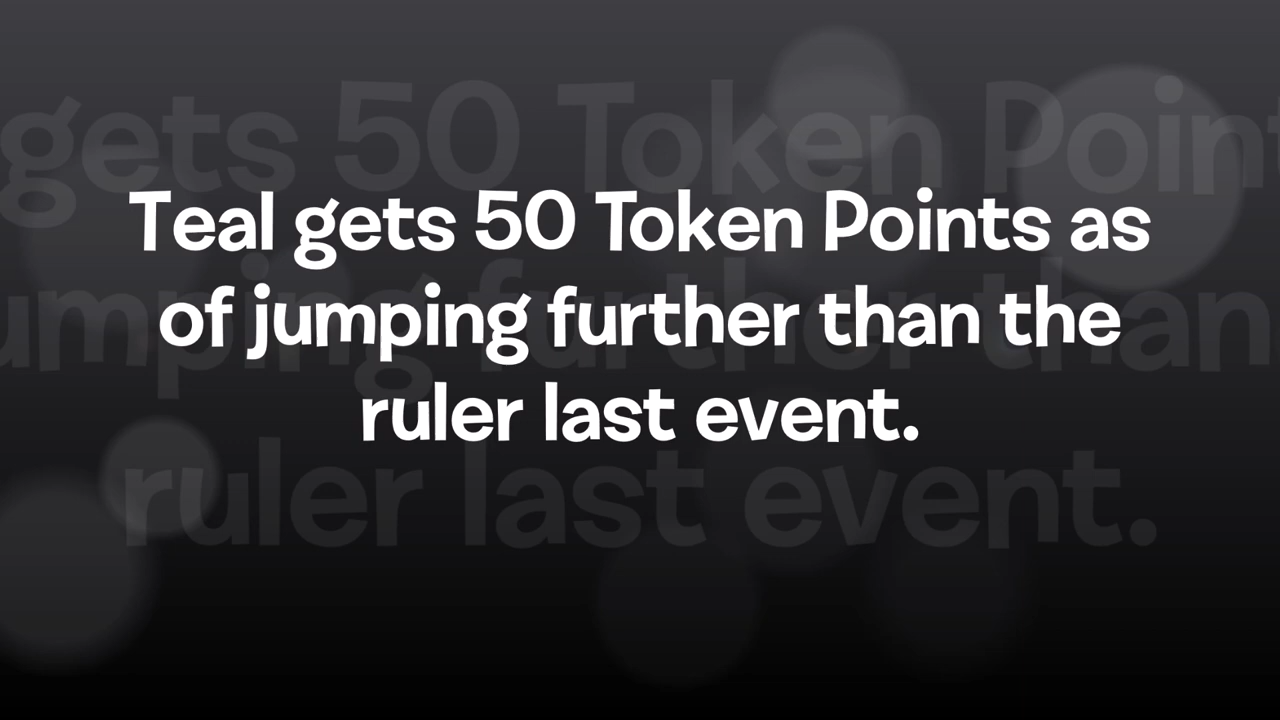 Teal gets 50 Token Points as
of jumping further than the
ruler last event.